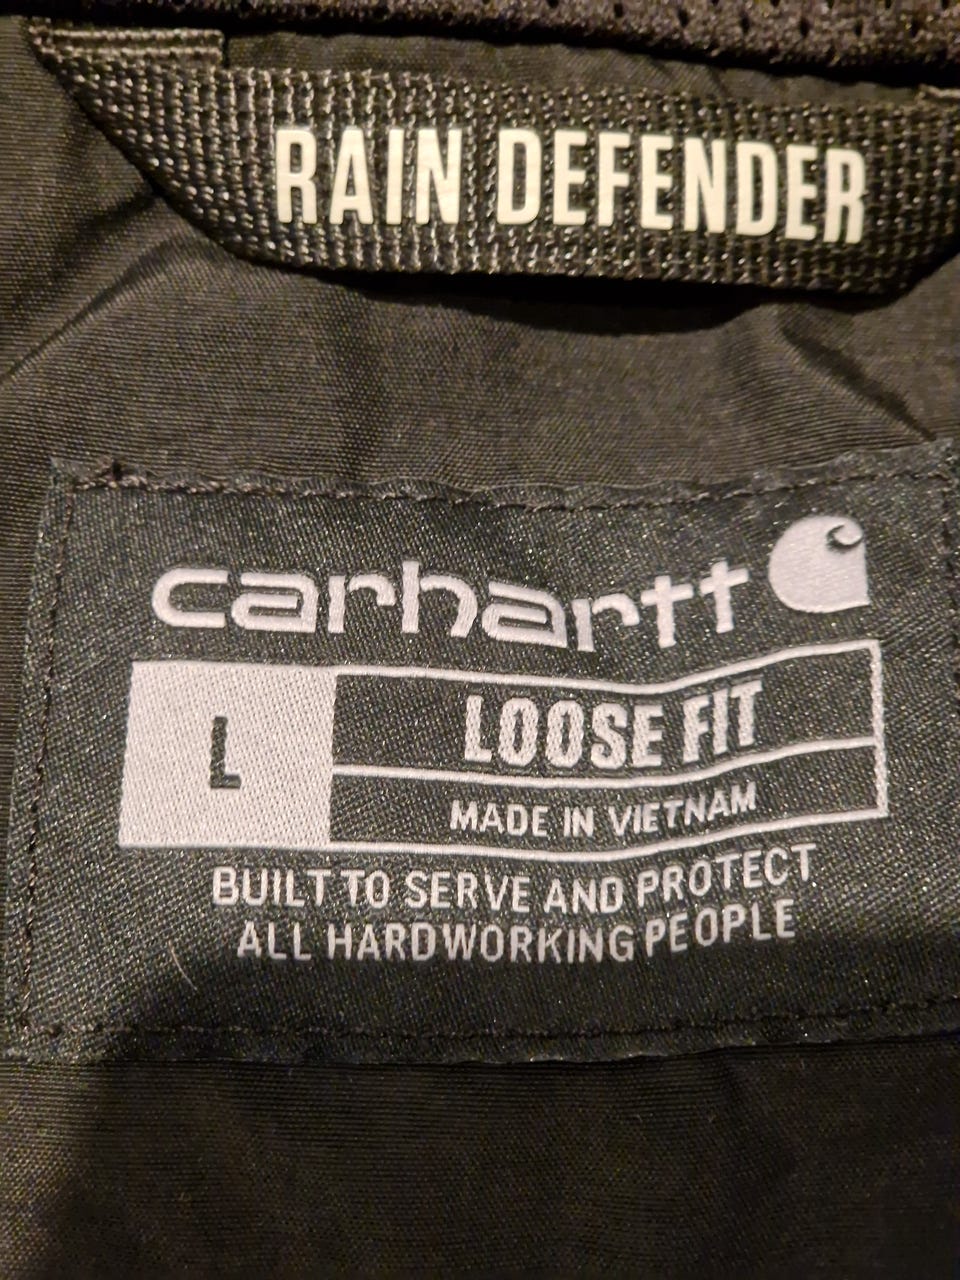 RAIN DEFENDER
carhartt
L
LOOSE FIT
MADE IN VIETNAM
BUILT TO SERVE AND PROTECT
ALL HARDWORKING PEOPLE